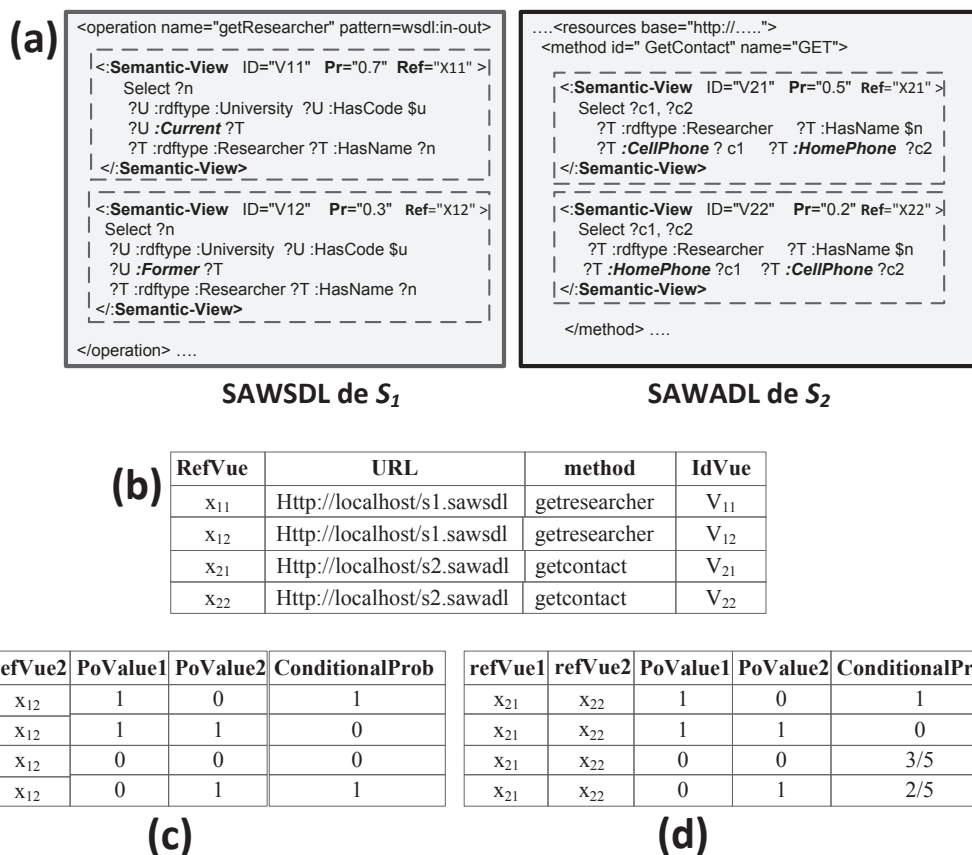 (a)
<operation name="getResearcher" pattern=wsdl:in-out>
<:Semantic-View ID="V11" Pr="0.7" Ref="X11" >
Select ?n
?U :rdftype :University ?U :HasCode $u
?U :Current ?T
?T :rdftype :Researcher ?T :HasName ?n
</:Semantic-View>
<:Semantic-View ID="V12" Pr="0.3" Ref="X12" >
Select ?n
?U :rdftype :University ?U :HasCode $u
?U :Former ?T
?T :rdftype :Researcher ?T :HasName ?n
</:Semantic-View>
</operation> ....
SAWSDL de S1
....<resources base="http://.....">
<method id=" GetContact" name="GET">
<:Semantic-View ID="V21" Pr="0.5" Ref="X21" >
Select ?c1, ?c2
?T :rdftype :Researcher ?T :HasName $n
?T :CellPhone ? c1 ?T :HomePhone ?c2
</:Semantic-View>
<:Semantic-View ID="V22" Pr="0.2" Ref="X22" >
Select ?c1, ?c2
?T :rdftype :Researcher ?T :HasName $n
?T :HomePhone ?c1 ?T :CellPhone ?c2
</:Semantic-View>
</method> ....
SAWADL de S2
(b)
RefVue URL méthod IdVue
x11 Http://localhost/s1.sawsdl getresearcher V11
x12 Http://localhost/s1.sawsdl getresearcher V12
x21 Http://localhost/s2.sawadl getcontact V21
x22 Http://localhost/s2.sawadl getcontact V22
efVue2 PoValue1 PoValue2 ConditionalProb
x12 1 0 1
x12 1 1 0
x12 0 0 0
x12 0 1 1
(c)
refVue1 refVue2 PoValue1 PoValue2 ConditionalPr
x21 x22 1 0 1
x21 x22 1 1 0
x21 x22 0 0 3/5
x21 x22 0 1 2/5
(d)